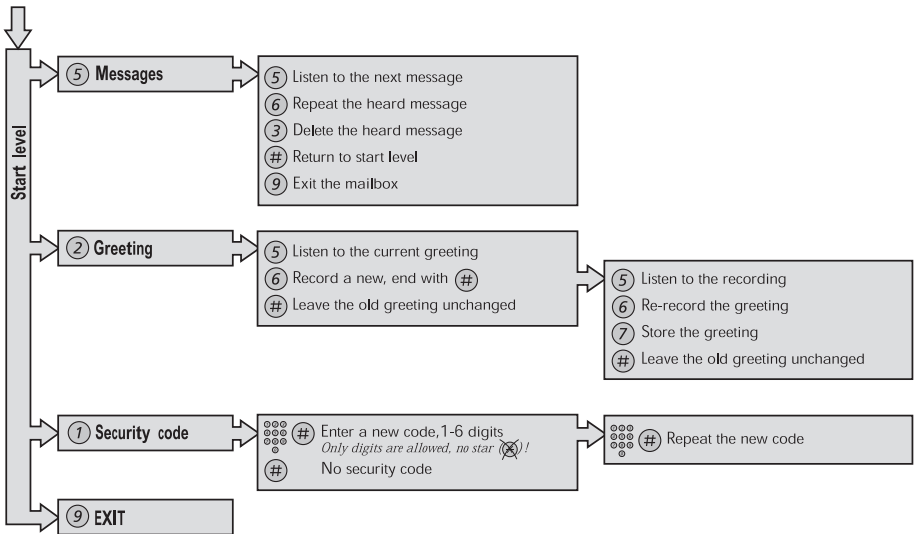 Start level
5 Messages
5 Listen to the next message
6 Repeat the heard message
3 Delete the heard message
# Return to start level
9 Exit the mailbox
2 Greeting
5 Listen to the current greeting
6 Record a new, end with #
# Leave the old greeting unchanged
5 Listen to the recording
6 Re-record the greeting
7 Store the greeting
# Leave the old greeting unchanged
1 Security code
# Enter a new code,1-6 digits
Only digits are allowed, no star (*)!
# No security code
# Repeat the new code
9 EXIT